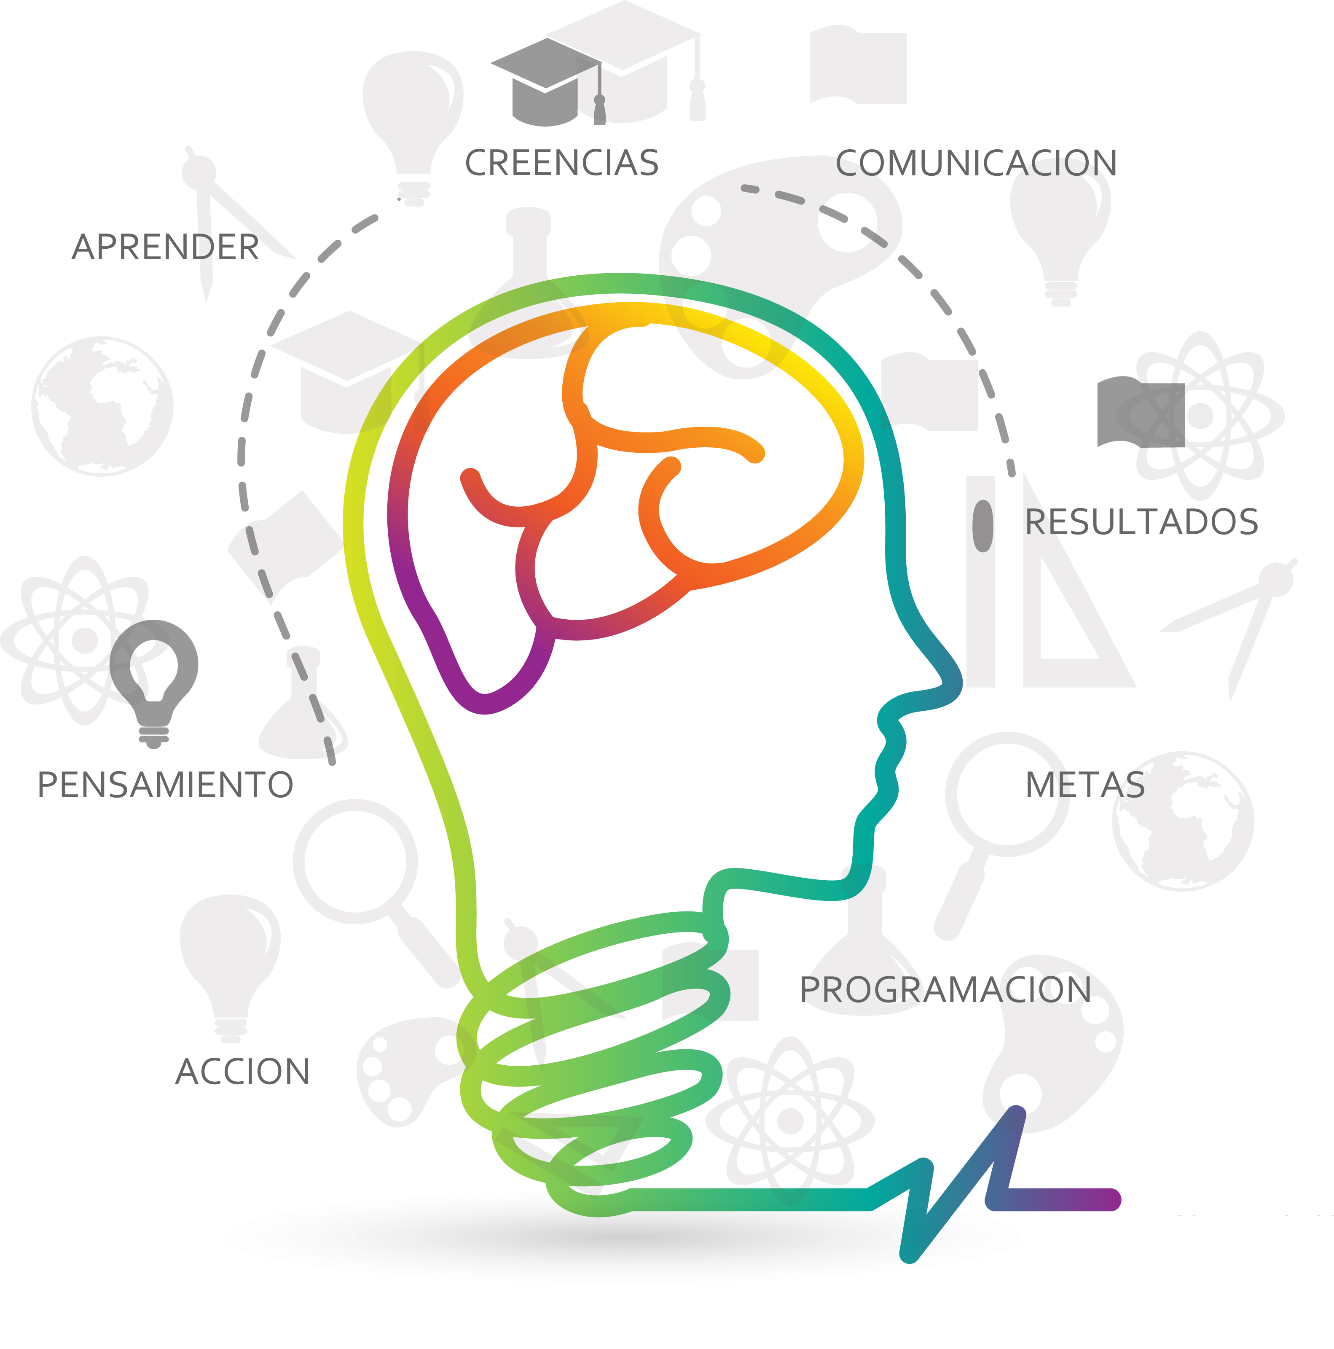 CREENCIAS
COMUNICACION
APRENDER
RESULTADOS
PENSAMIENTO
METAS
PROGRAMACION
ACCION